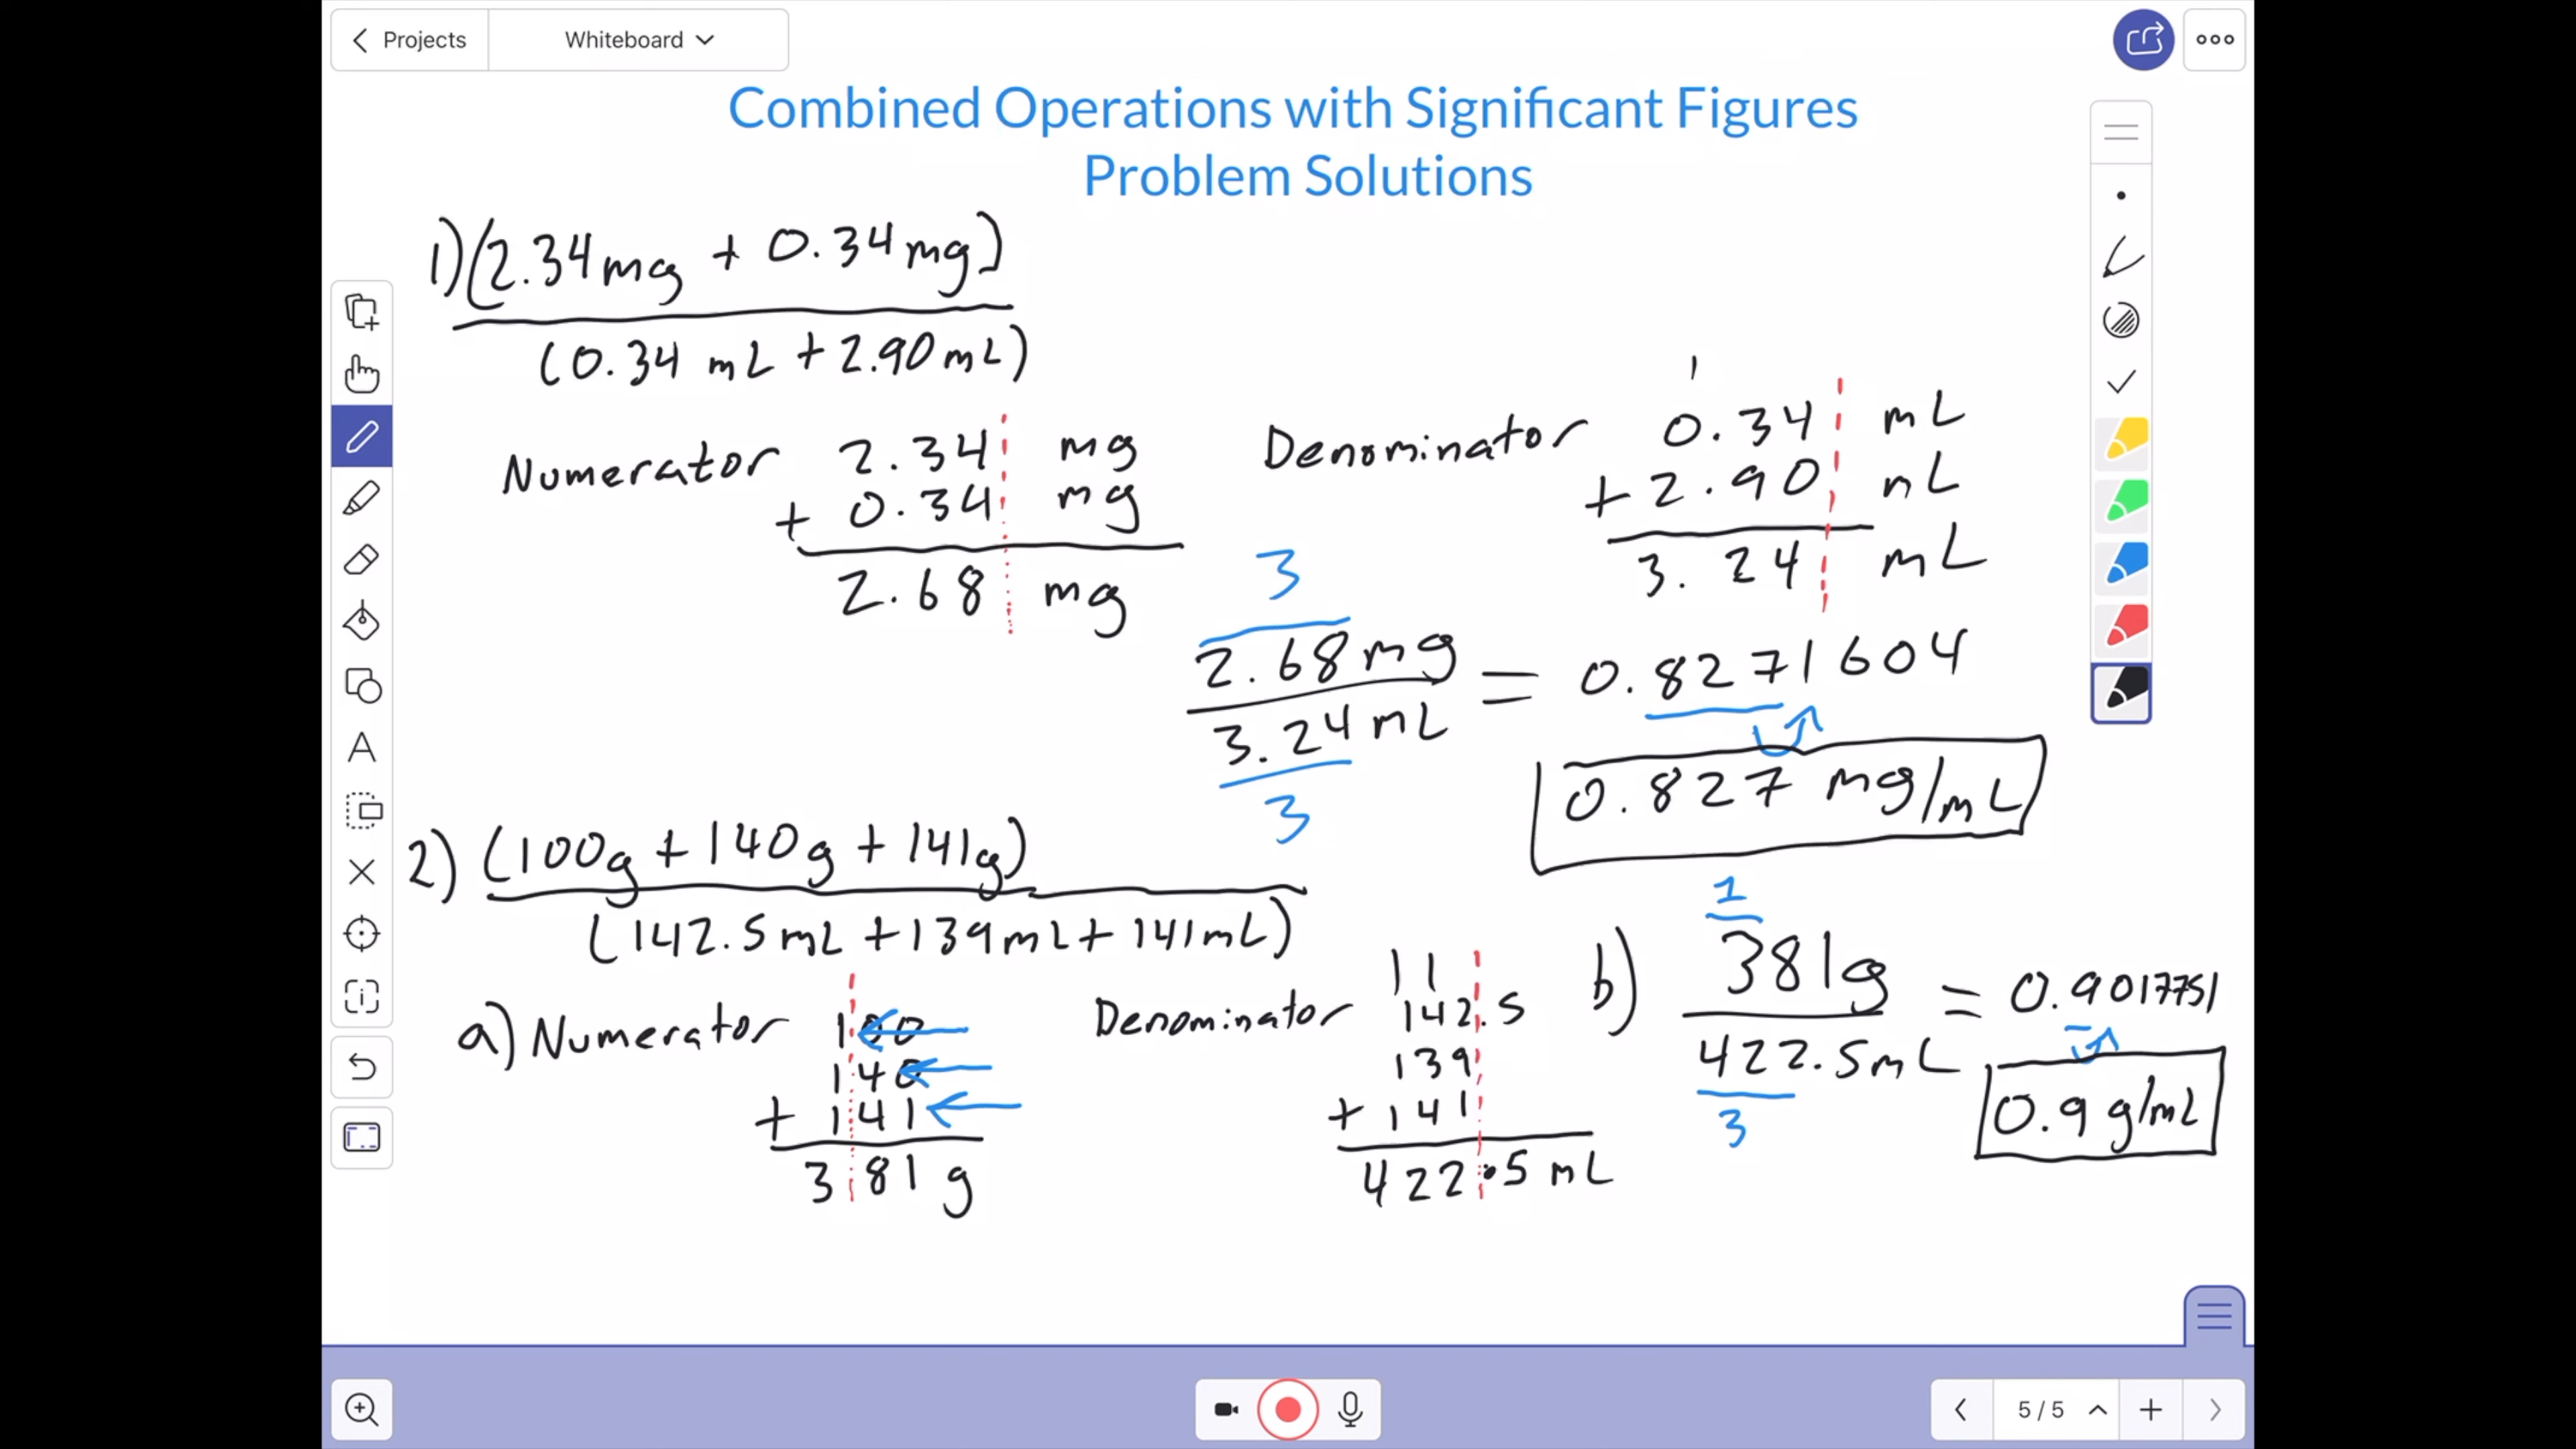 Projects
Whiteboard
Combined Operations with Significant Figures
Problem Solutions
1) (2.34 mg + 0.34 mg)
(0.34 mL + 2.90 mL)
Numerator 2.34 mg
+ 0.34 mg
2.68 mg
1
Denominator 0.34 mL
+ 2.90 mL
3.24 mL
3
2.68 mg = 0.8271604
3.24 mL
3
0.827 mg/mL
2) (100g + 140g + 141g)
(142.5 mL + 139 mL + 141 mL)
a) Numerator 100
140
+ 141
381 g
11
Denominator 142.5
139
+ 141
422.5 mL
1
b) 381g = 0.9017751
422.5 mL
3
0.9 g/mL
A
5 / 5